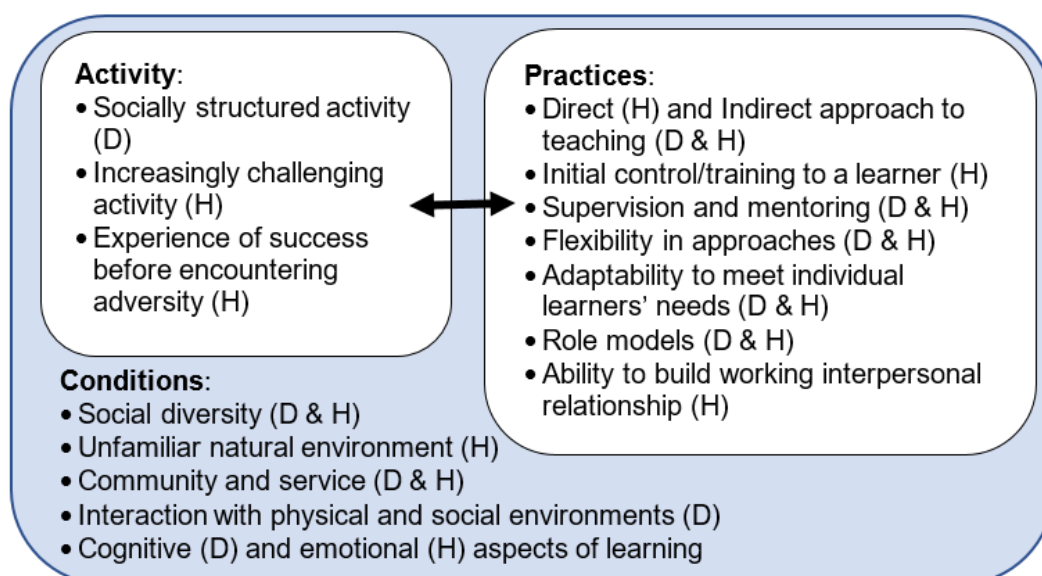 Activity:
• Socially structured activity
(D)
• Increasingly challenging
activity (H)
• Experience of success
before encountering
adversity (H)
Practices:
• Direct (H) and Indirect approach to
teaching (D & H)
• Initial control/training to a learner (H)
• Supervision and mentoring (D & H)
• Flexibility in approaches (D & H)
• Adaptability to meet individual
learners’ needs (D & H)
• Role models (D & H)
• Ability to build working interpersonal
relationship (H)
Conditions:
• Social diversity (D & H)
• Unfamiliar natural environment (H)
• Community and service (D & H)
• Interaction with physical and social environments (D)
• Cognitive (D) and emotional (H) aspects of learning